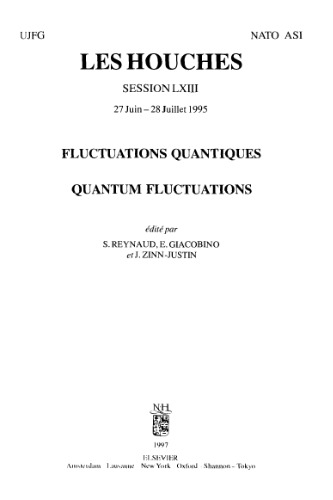 UJFG NATO ASI
LES HOUCHES
SESSION LXIII
27 Juin – 28 Juillet 1995
FLUCTUATIONS QUANTIQUES
QUANTUM FLUCTUATIONS
édité par
S. REYNAUD, E. GIACOBINO
et J. ZINN-JUSTIN
NH
1997
ELSEVIER
Amsterdam – Lausanne – New York – Oxford – Shannon – Tokyo